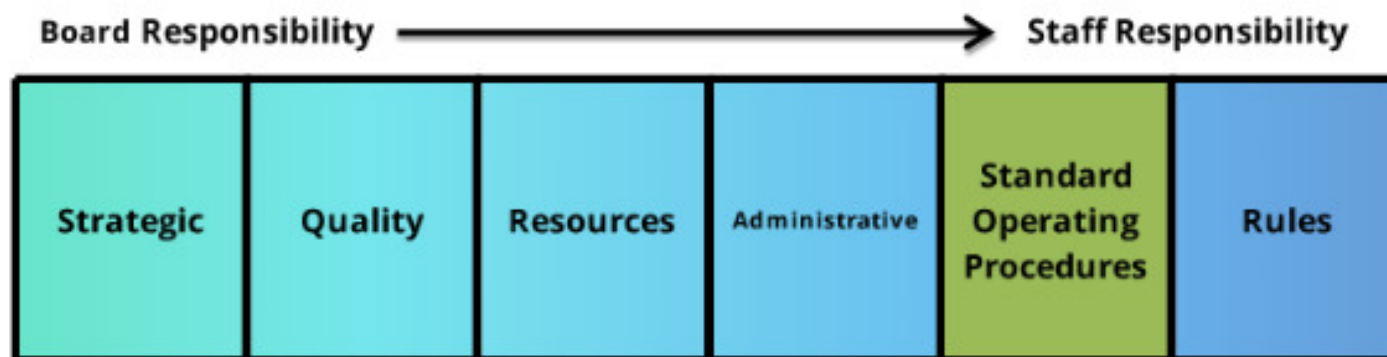 Board Responsibility
Staff Responsibility
Strategic
Quality
Resources
Administrative
Standard
Operating
Procedures
Rules